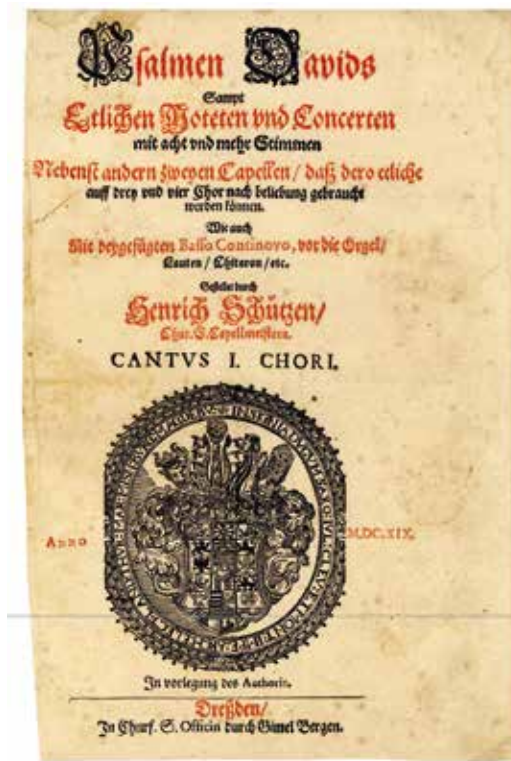 Psalmen Davids
Sampt
Etlichen Moteten vnd Concerten
mit acht vnd mehr Stimmen
Nebenst andern zweyen Capellen / daß dero etliche
auff drey vnd vier Chor nach beliebung gebraucht
werden können.
Wie auch
Mit beygefügten Basso Continovo, vor die Orgel /
Lauten / Chitaron / etc.
Gestellet durch
Henrich Schützen /
Chur. S. Capellmeistern.
CANTVS I. CHORI.
ANNO M.DC.XIX.
In vorlegung des Authoris.
Dreßden /
In Churf. S. Officin durch Gimel Bergen.